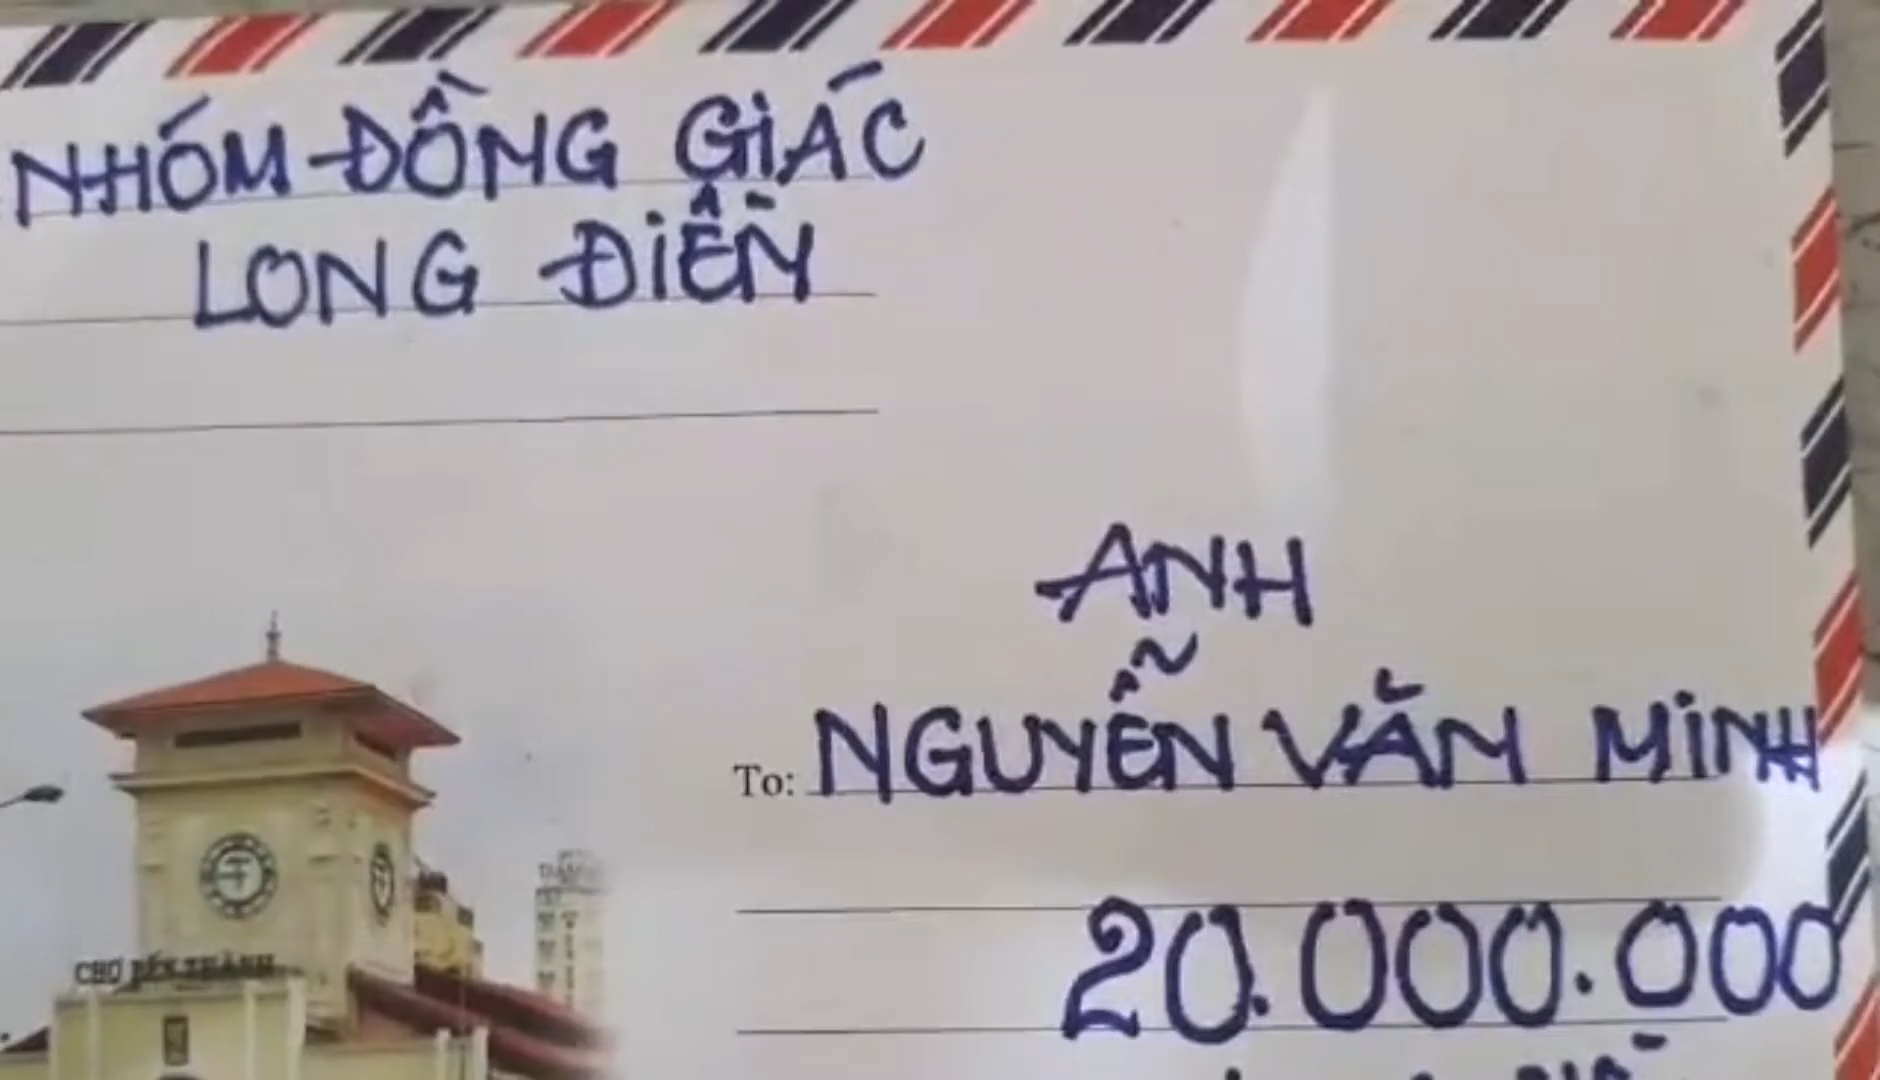 NHÓM ĐỒNG GIÁC
LONG ĐIỀN
ANH
To: NGUYỄN VĂN MINH
CHỢ BẾN THÀNH
20.000.000